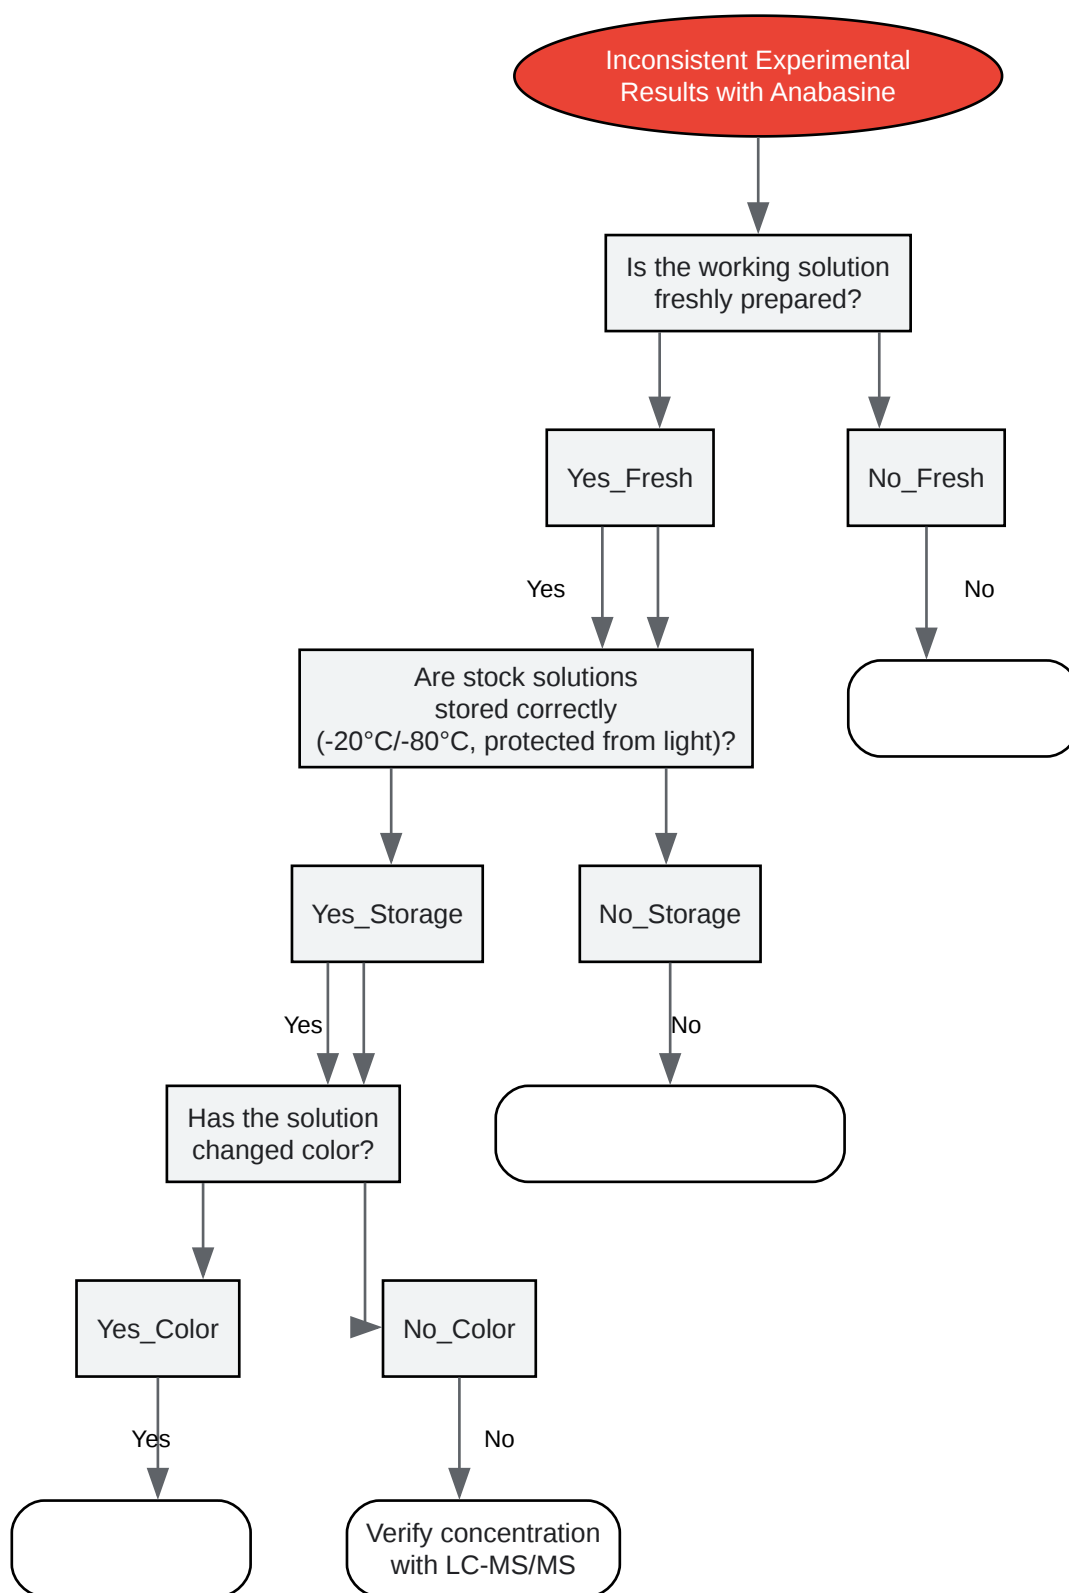 Inconsistent Experimental
Results with Anabasine
Is the working solution
freshly prepared?
Yes_Fresh
No_Fresh
Yes
No
Are stock solutions
stored correctly
(-20°C/-80°C, protected from light)?
Yes_Storage
No_Storage
Yes
No
Has the solution
changed color?
Yes_Color
No_Color
Yes
No
Verify concentration
with LC-MS/MS